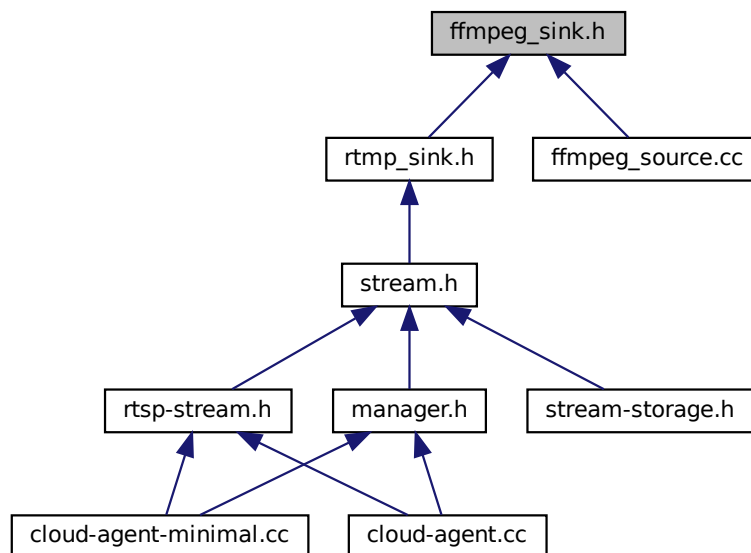 ffmpeg_sink.h
rtmp_sink.h
ffmpeg_source.cc
stream.h
rtsp-stream.h
manager.h
stream-storage.h
cloud-agent-minimal.cc
cloud-agent.cc